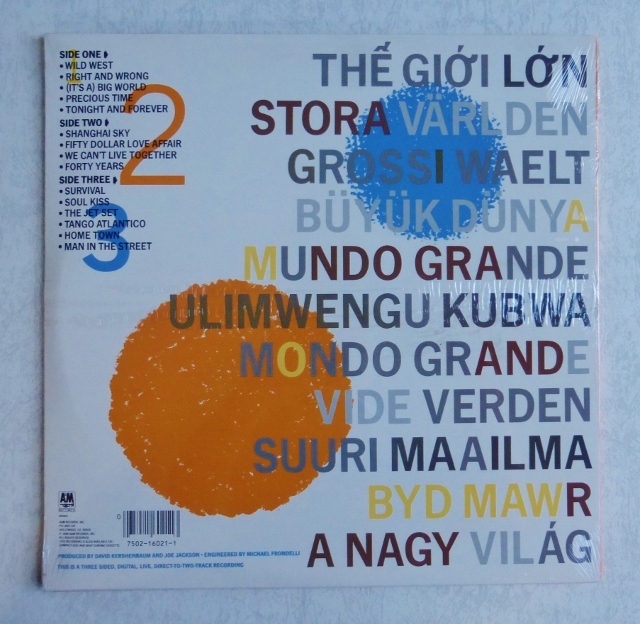 SIDE ONE
1
• WILD WEST
• RIGHT AND WRONG
• (IT'S A) BIG WORLD
• PRECIOUS TIME
• TONIGHT AND FOREVER
SIDE TWO
2
• SHANGHAI SKY
• FIFTY DOLLAR LOVE AFFAIR
• WE CAN'T LIVE TOGETHER
• FORTY YEARS
SIDE THREE
3
• SURVIVAL
• SOUL KISS
• THE JET SET
• TANGO ATLANTICO
• HOME TOWN
• MAN IN THE STREET
THẾ GIỚI LỚN
STORA VÄRLDEN
GROSSI WAELT
BÜYÜK DÜNYA
MUNDO GRANDE
ULIMWENGU KUBWA
MONDO GRANDE
VIDE VERDEN
SUURI MAAILMA
BYD MAWR
A NAGY VILÁG
A&M
RECORDS
0
7502-16021-1
PRODUCED BY DAVID KERSHENBAUM AND JOE JACKSON • ENGINEERED BY MICHAEL FRONDELLI
THIS IS A THREE SIDED, DIGITAL, LIVE, DIRECT-TO-TWO-TRACK RECORDING